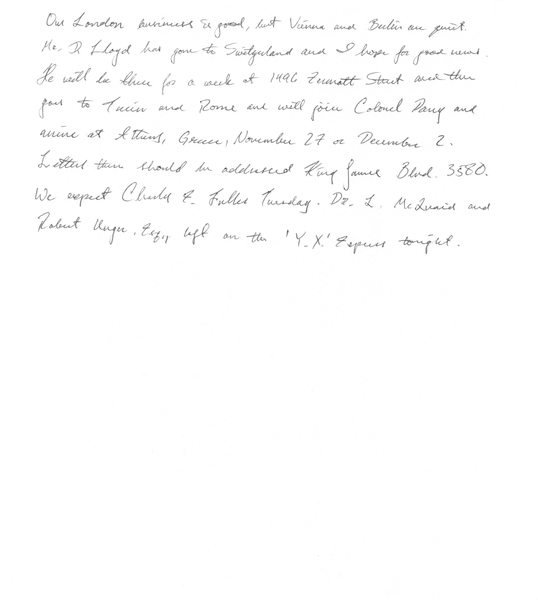 Our London business is good, but Vienna and Berlin are quiet.
Mr. D. Lloyd has gone to Switzerland and I hope for good news.
He will be there for a week at 1496 Zermatt Street and then
goes to Turin and Rome and will join Colonel Parry and
arrive at Athens, Greece, November 27 or December 2.
Letters there should be addressed King James Blvd. 3580.
We expect Charles E. Fuller Tuesday. Dr. L. McQuaid and
Robert Unger, Esq., left on the 'Y.X.' Express tonight.